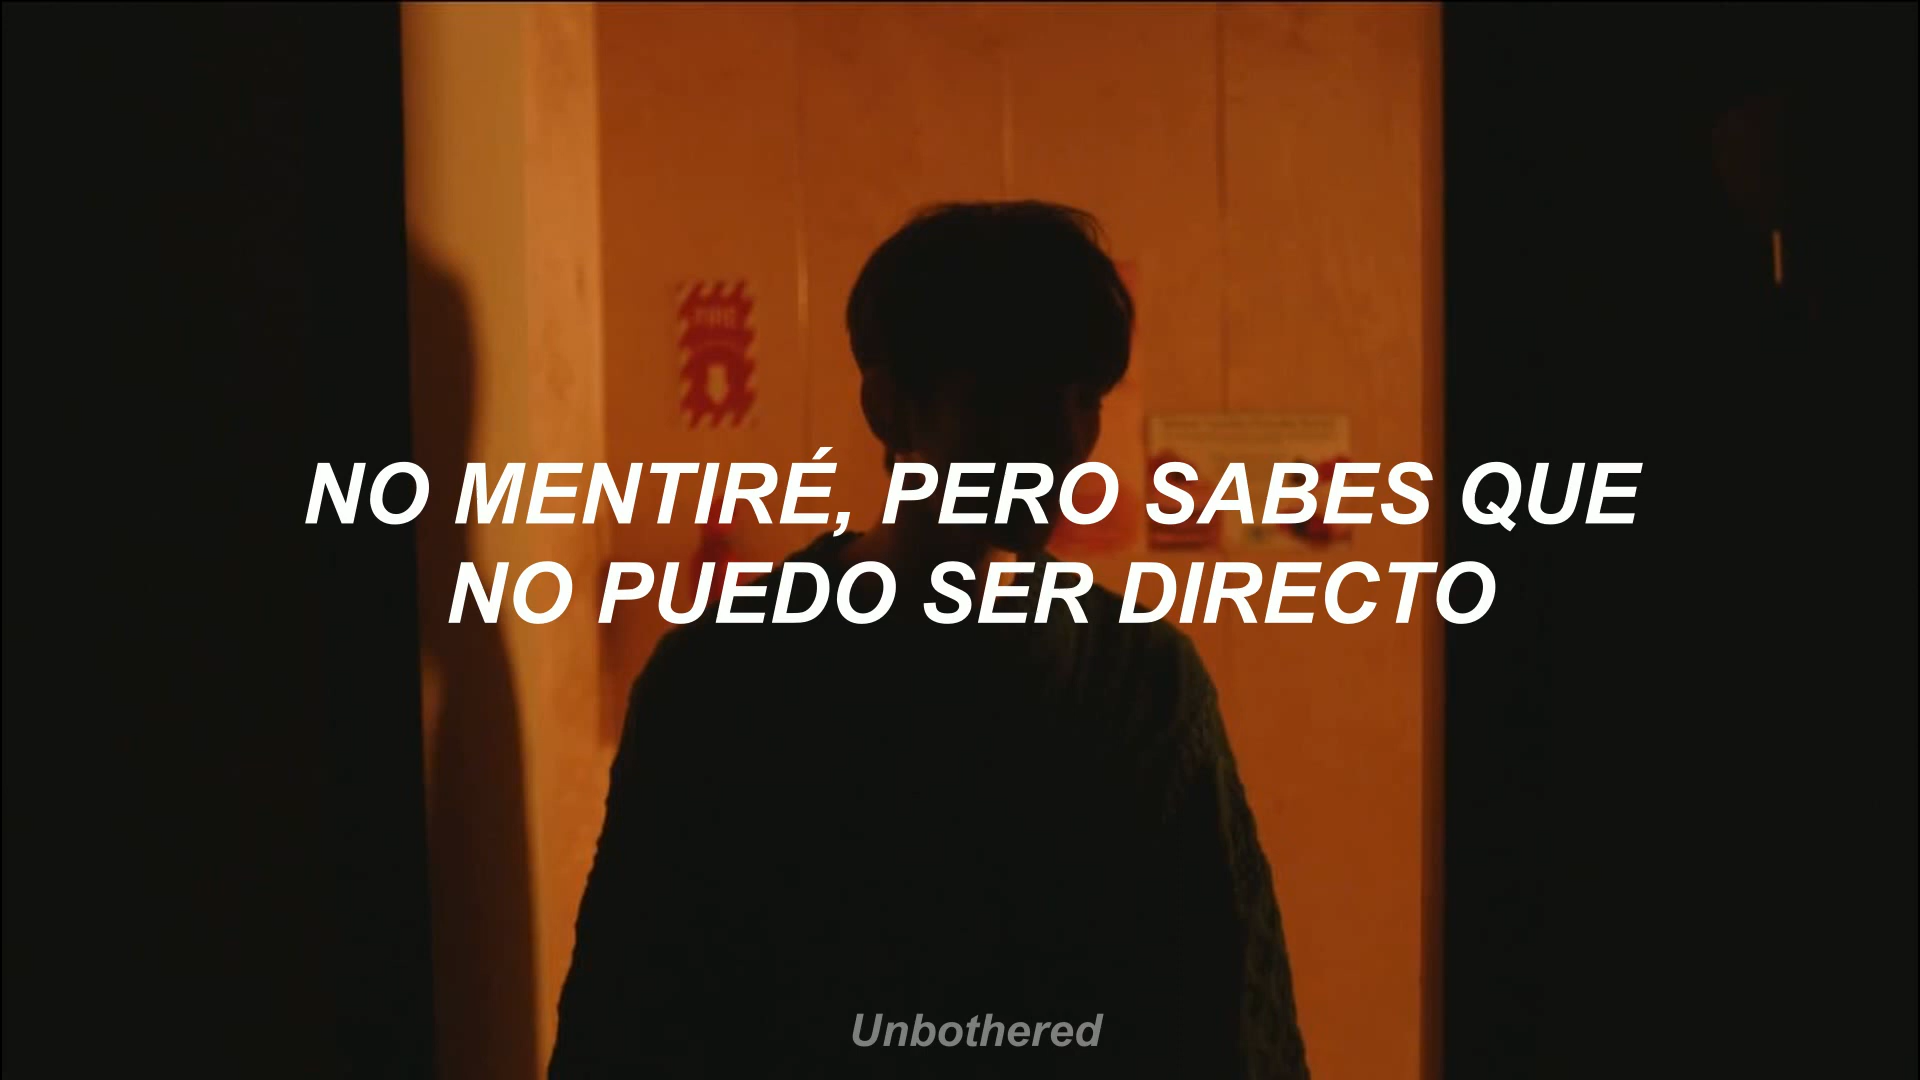 NO MENTIRÉ, PERO SABES QUE
NO PUEDO SER DIRECTO
Unbothered